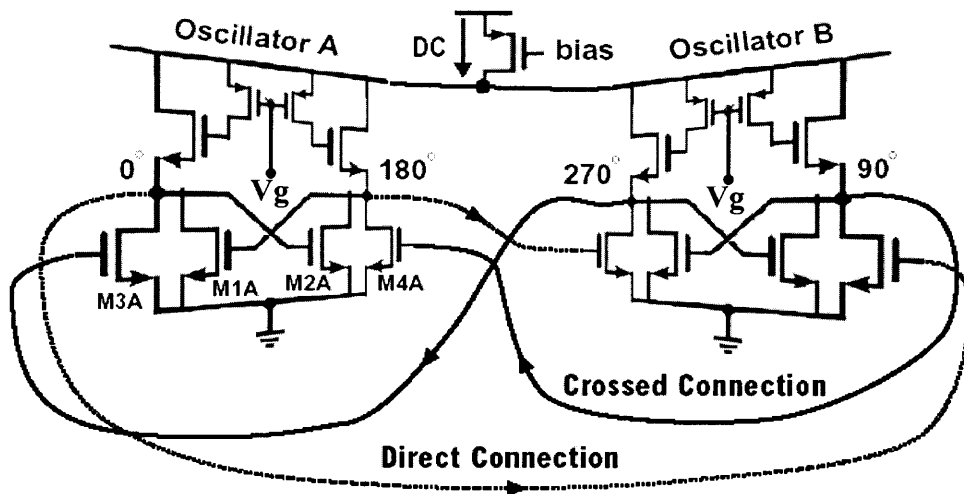 Oscillator A
DC
bias
Oscillator B
0°
Vg
180°
270°
Vg
90°
M3A
M1A
M2A
M4A
Crossed Connection
Direct Connection